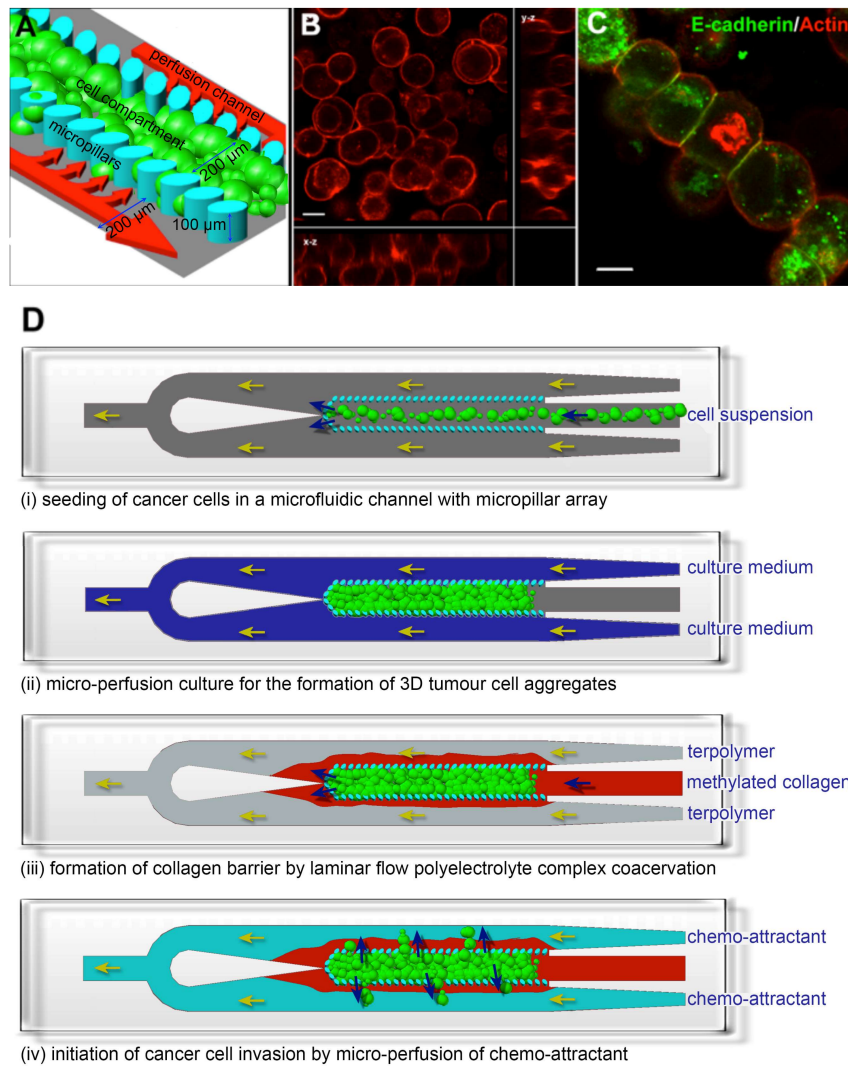 A
perfusion channel
cell compartment
micropillars
200 µm
200 µm
100 µm
B
y-z
x-z
C
E-cadherin/Actin
D
cell suspension
(i) seeding of cancer cells in a microfluidic channel with micropillar array
culture medium
culture medium
(ii) micro-perfusion culture for the formation of 3D tumour cell aggregates
terpolymer
methylated collagen
terpolymer
(iii) formation of collagen barrier by laminar flow polyelectrolyte complex coacervation
chemo-attractant
chemo-attractant
(iv) initiation of cancer cell invasion by micro-perfusion of chemo-attractant